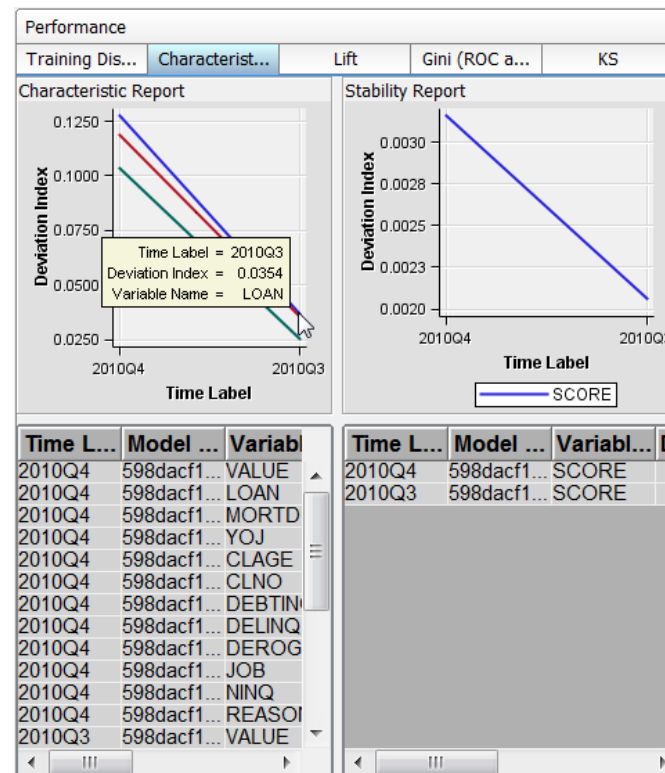 Performance
Training Dis...
Characterist...
Lift
Gini (ROC a...
KS
Characteristic Report
0.1250
0.1000
0.0750
0.0500
0.0250
Deviation Index
Time Label = 2010Q3
Deviation Index = 0.0354
Variable Name = LOAN
2010Q4
2010Q3
Time Label
Stability Report
0.0030
0.0028
0.0025
0.0023
0.0020
Deviation Index
2010Q4
2010Q3
Time Label
SCORE
Time L... Model ... Variabl
2010Q4 598dacf1... VALUE
2010Q4 598dacf1... LOAN
2010Q4 598dacf1... MORTD
2010Q4 598dacf1... YOJ
2010Q4 598dacf1... CLAGE
2010Q4 598dacf1... CLNO
2010Q4 598dacf1... DEBTIN
2010Q4 598dacf1... DELINQ
2010Q4 598dacf1... DEROG
2010Q4 598dacf1... JOB
2010Q4 598dacf1... NINQ
2010Q4 598dacf1... REASO
2010Q3 598dacf1... VALUE
Time L... Model ... Variabl...
2010Q4 598dacf1... SCORE
2010Q3 598dacf1... SCORE